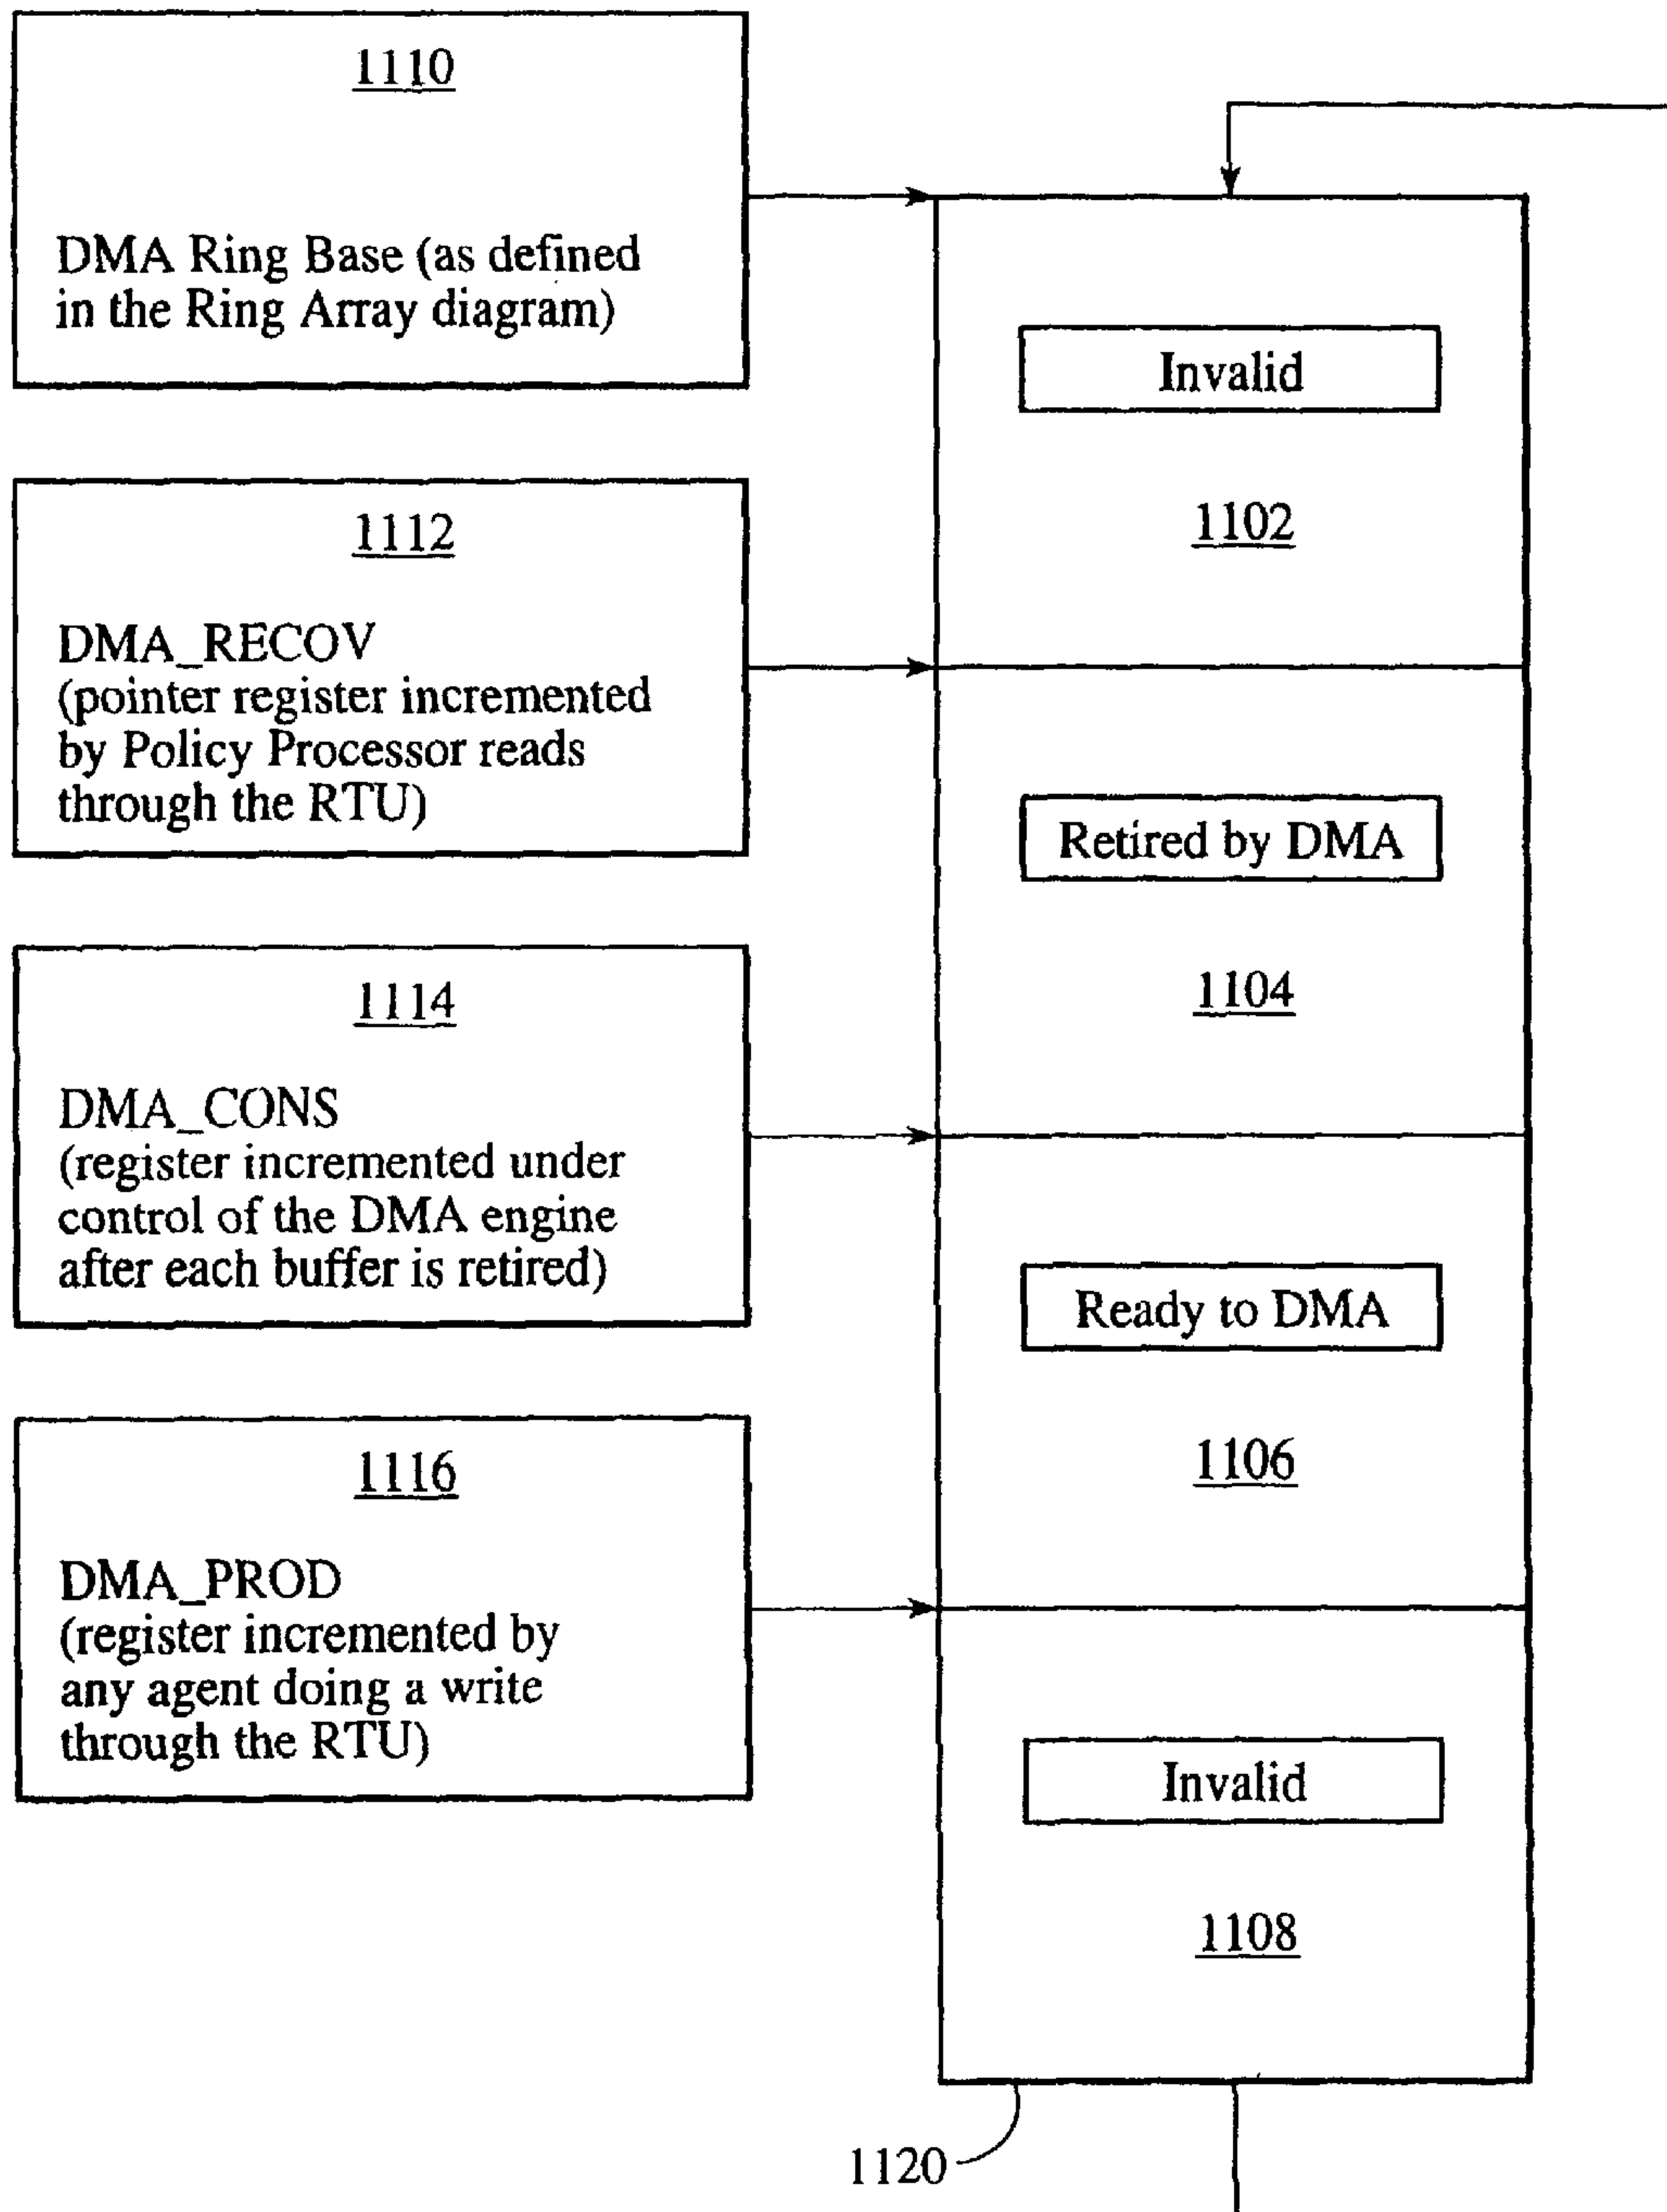 1110
DMA Ring Base (as defined
in the Ring Array diagram)
Invalid
1102
1112
DMA_RECOV
(pointer register incremented
by Policy Processor reads
through the RTU)
Retired by DMA
1104
1114
DMA_CONS
(register incremented under
control of the DMA engine
after each buffer is retired)
Ready to DMA
1106
1116
DMA_PROD
(register incremented by
any agent doing a write
through the RTU)
Invalid
1108
1120